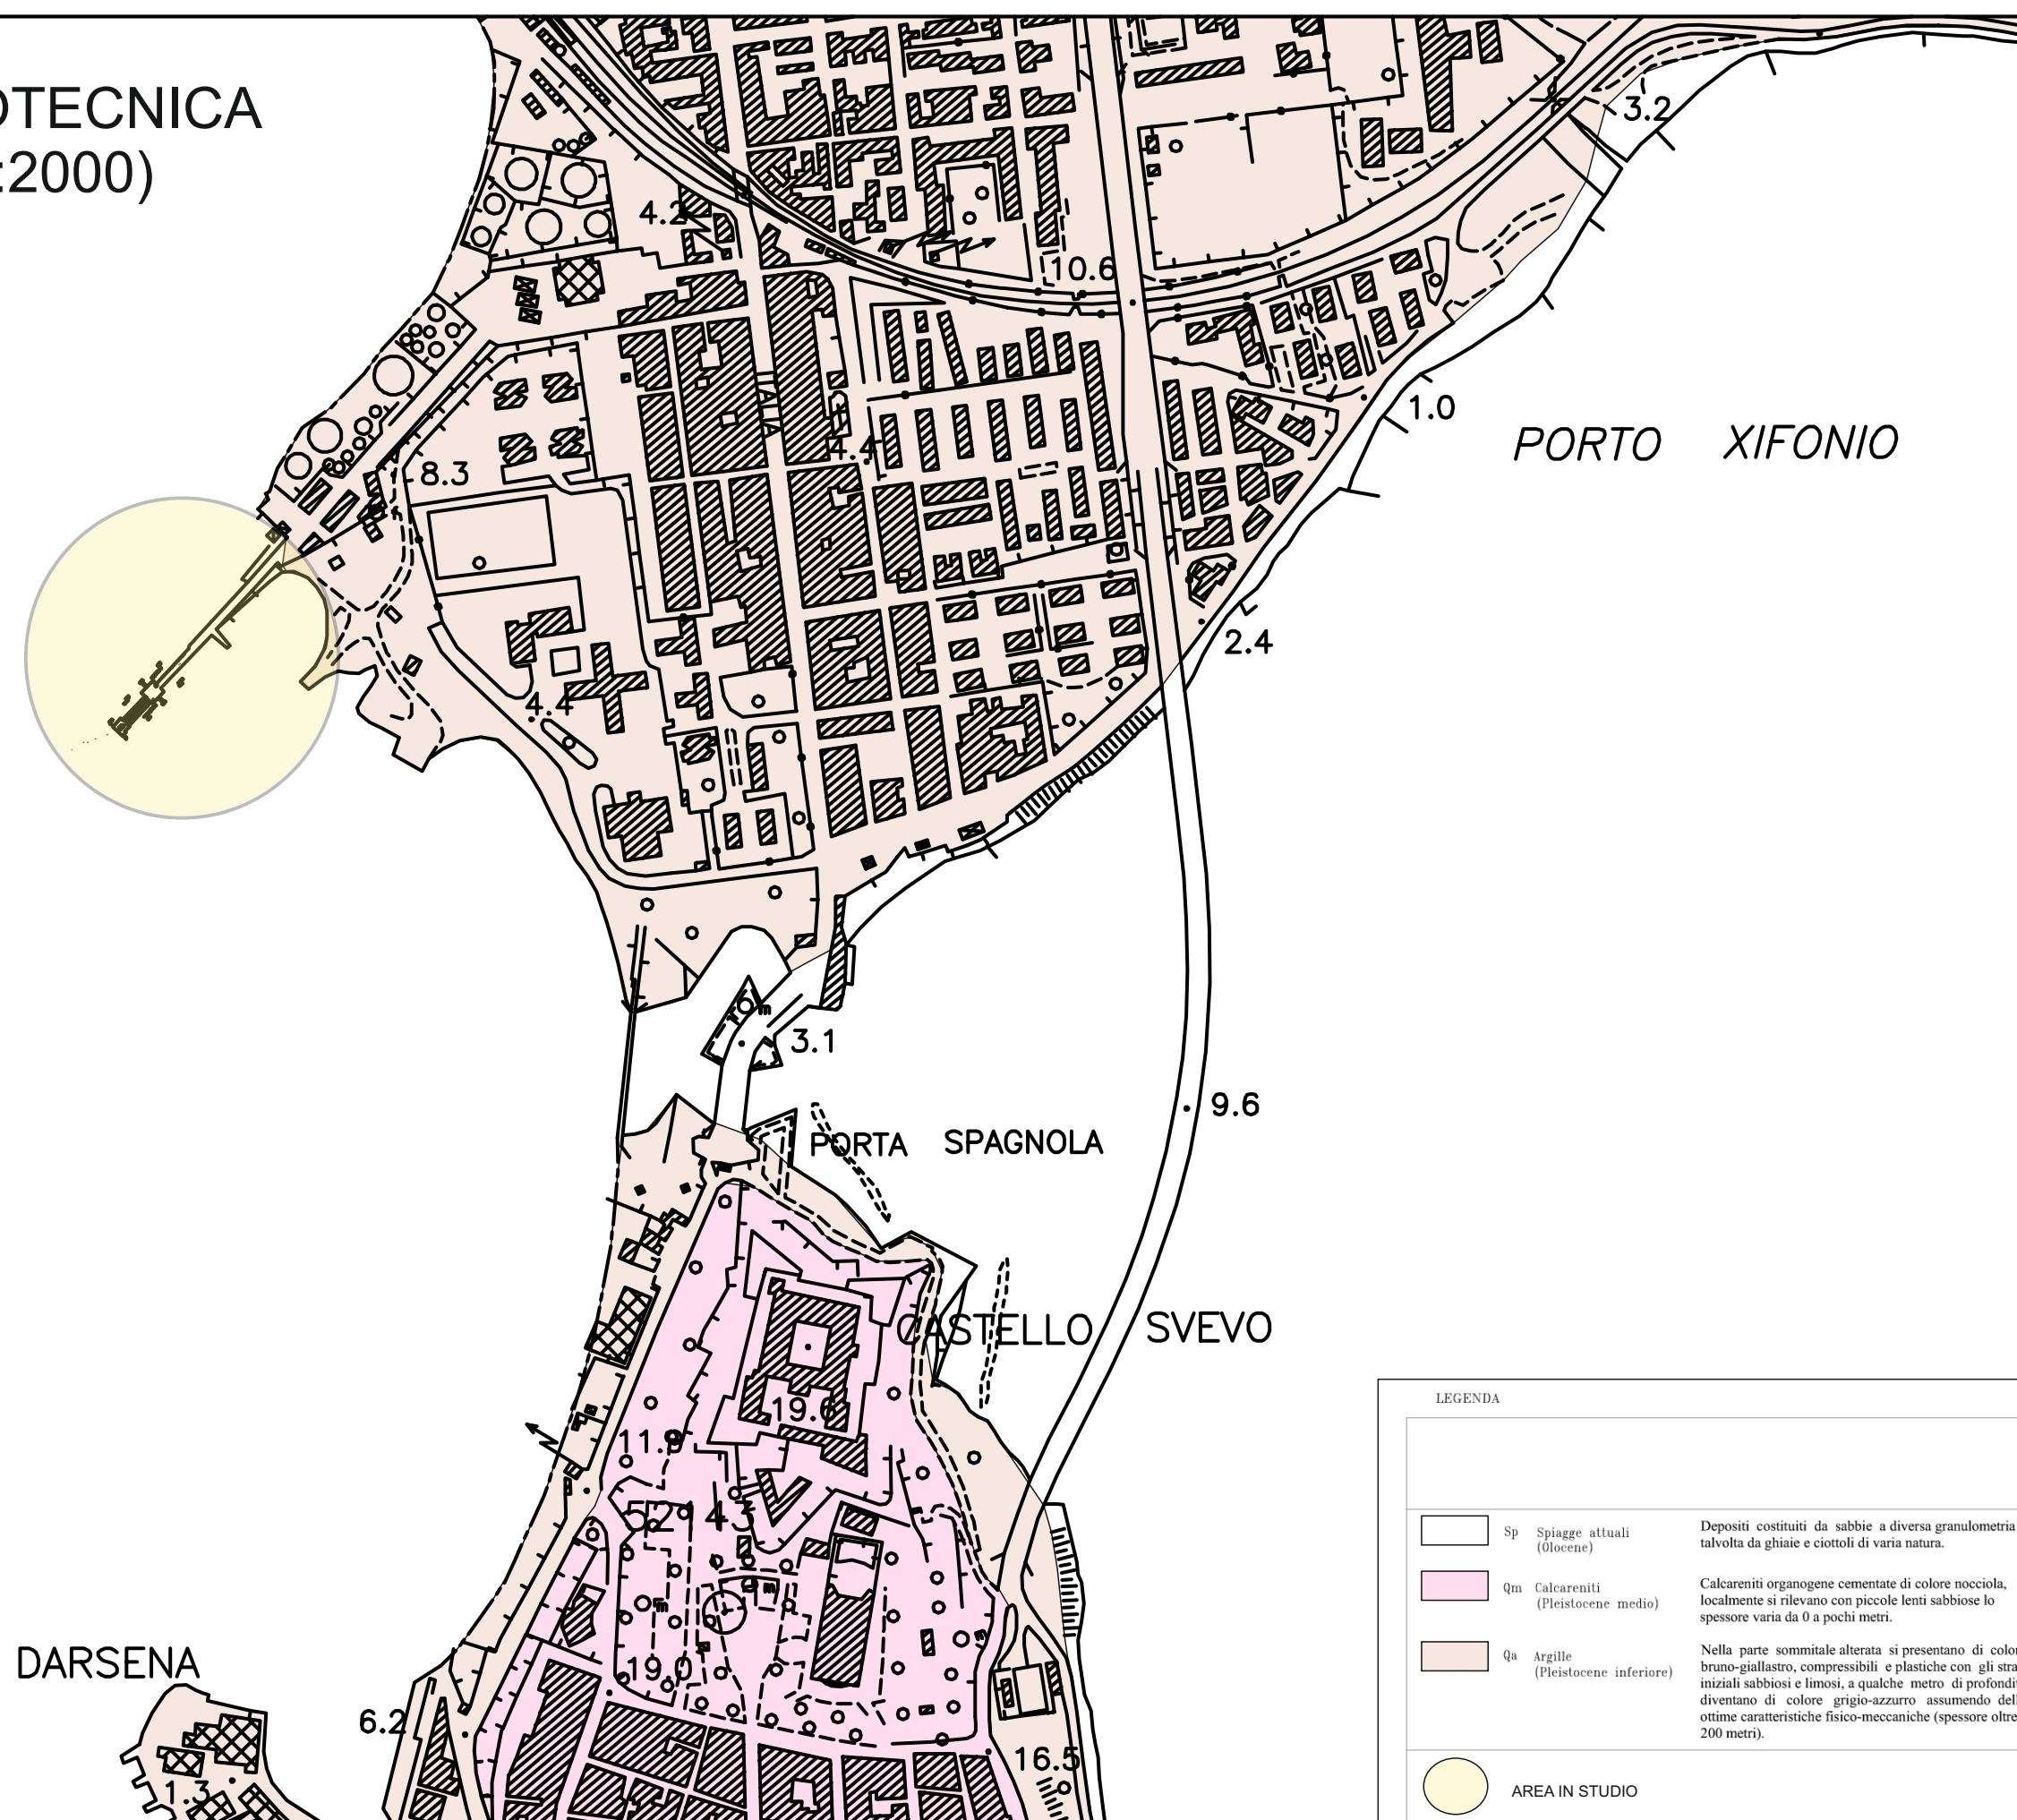 OTECNICA
:2000)
3.2
4.2
10.6
1.0
PORTO XIFONIO
4.4
8.3
2.4
4.4
3.1
9.6
PORTA SPAGNOLA
CASTELLO SVEVO
19.6
52143
19.0
DARSENA
6.2
16.5
1.3
LEGENDA
Sp Spiagge attuali
(Olocene)
Depositi costituiti da sabbie a diversa granulometria
talvolta da ghiaie e ciottoli di varia natura.
Qm Calcareniti
(Pleistocene medio)
Calcareniti organogene cementate di colore nocciola,
localmente si rilevano con piccole lenti sabbiose lo
spessore varia da 0 a pochi metri.
Qa Argille
(Pleistocene inferiore)
Nella parte sommitale alterata si presentano di color
bruno-giallastro, compressibili e plastiche con gli stra
iniziali sabbiosi e limosi, a qualche metro di profondit
diventano di colore grigio-azzurro assumendo dell
ottime caratteristiche fisico-meccaniche (spessore oltre
200 metri).
AREA IN STUDIO